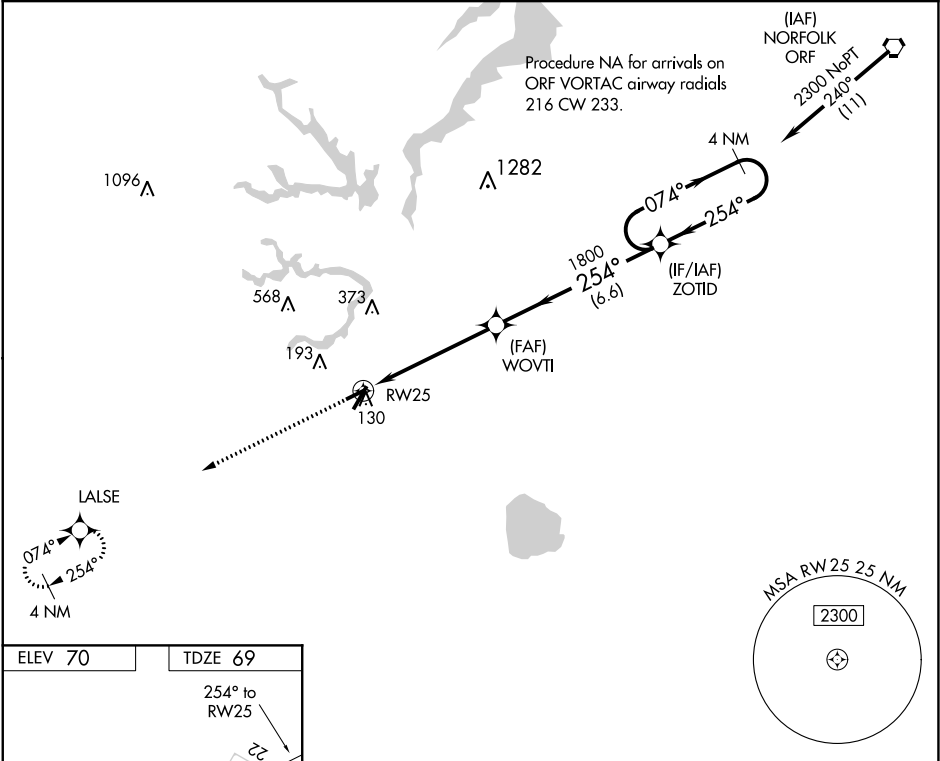 (IAF)
NORFOLK
ORF
Procedure NA for arrivals on
ORF VORTAC airway radials
216 CW 233.
2300 NoPT
240°
(11)
4 NM
1096
1282
074°
254°
(IF/IAF)
ZOTID
1800
254°
(6.6)
568
373
193
(FAF)
WOVTI
RW25
130
LALSE
074°
254°
4 NM
MSA RW25 25 NM
2300
ELEV 70
TDZE 69
254° to
RW25
22